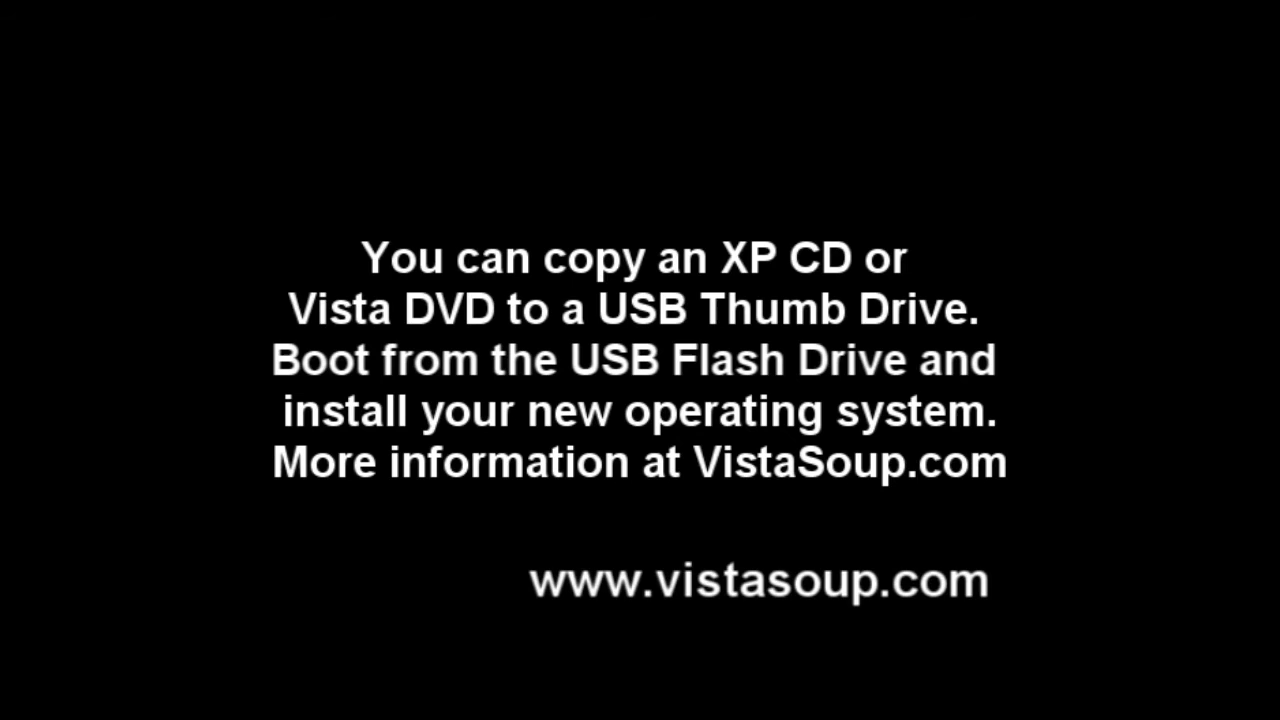 You can copy an XP CD or
Vista DVD to a USB Thumb Drive.
Boot from the USB Flash Drive and
install your new operating system.
More information at VistaSoup.com
www.vistasoup.com